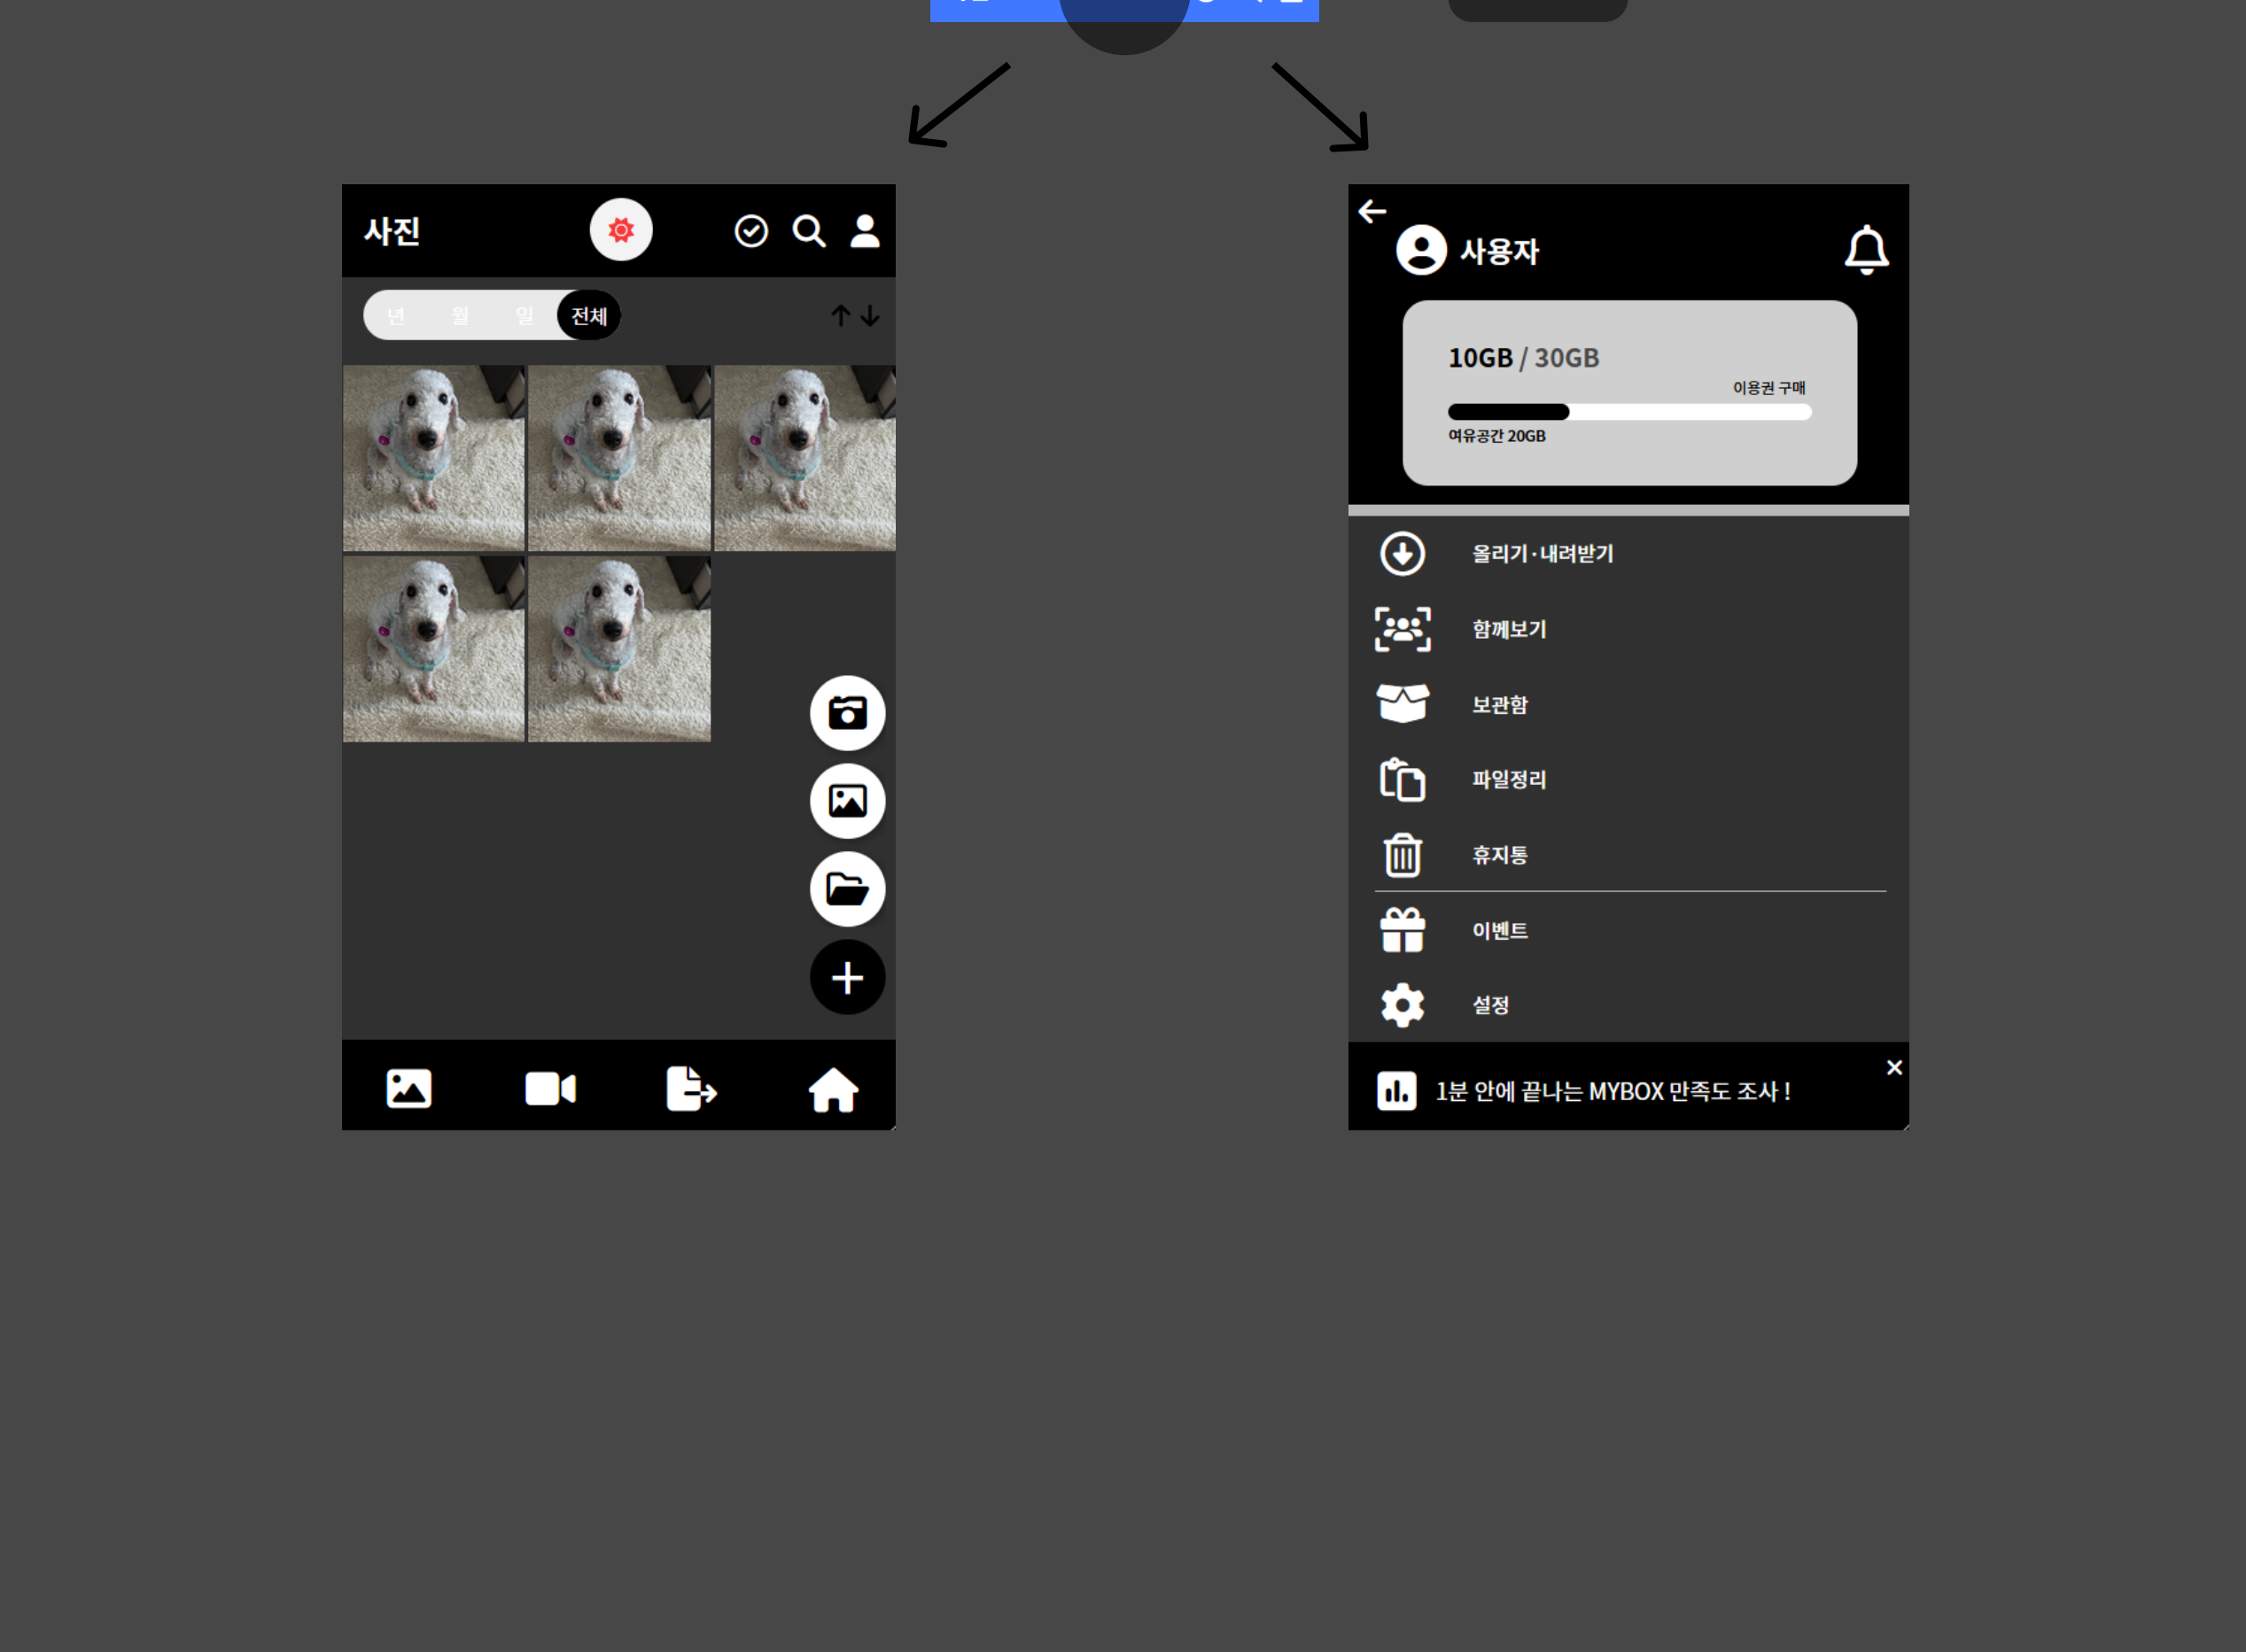 사진
년 월 일 전체
사용자
10GB / 30GB
이용권 구매
여유공간 20GB
올리기·내려받기
함께보기
보관함
파일정리
휴지통
이벤트
설정
1분 안에 끝나는 MYBOX 만족도 조사 !